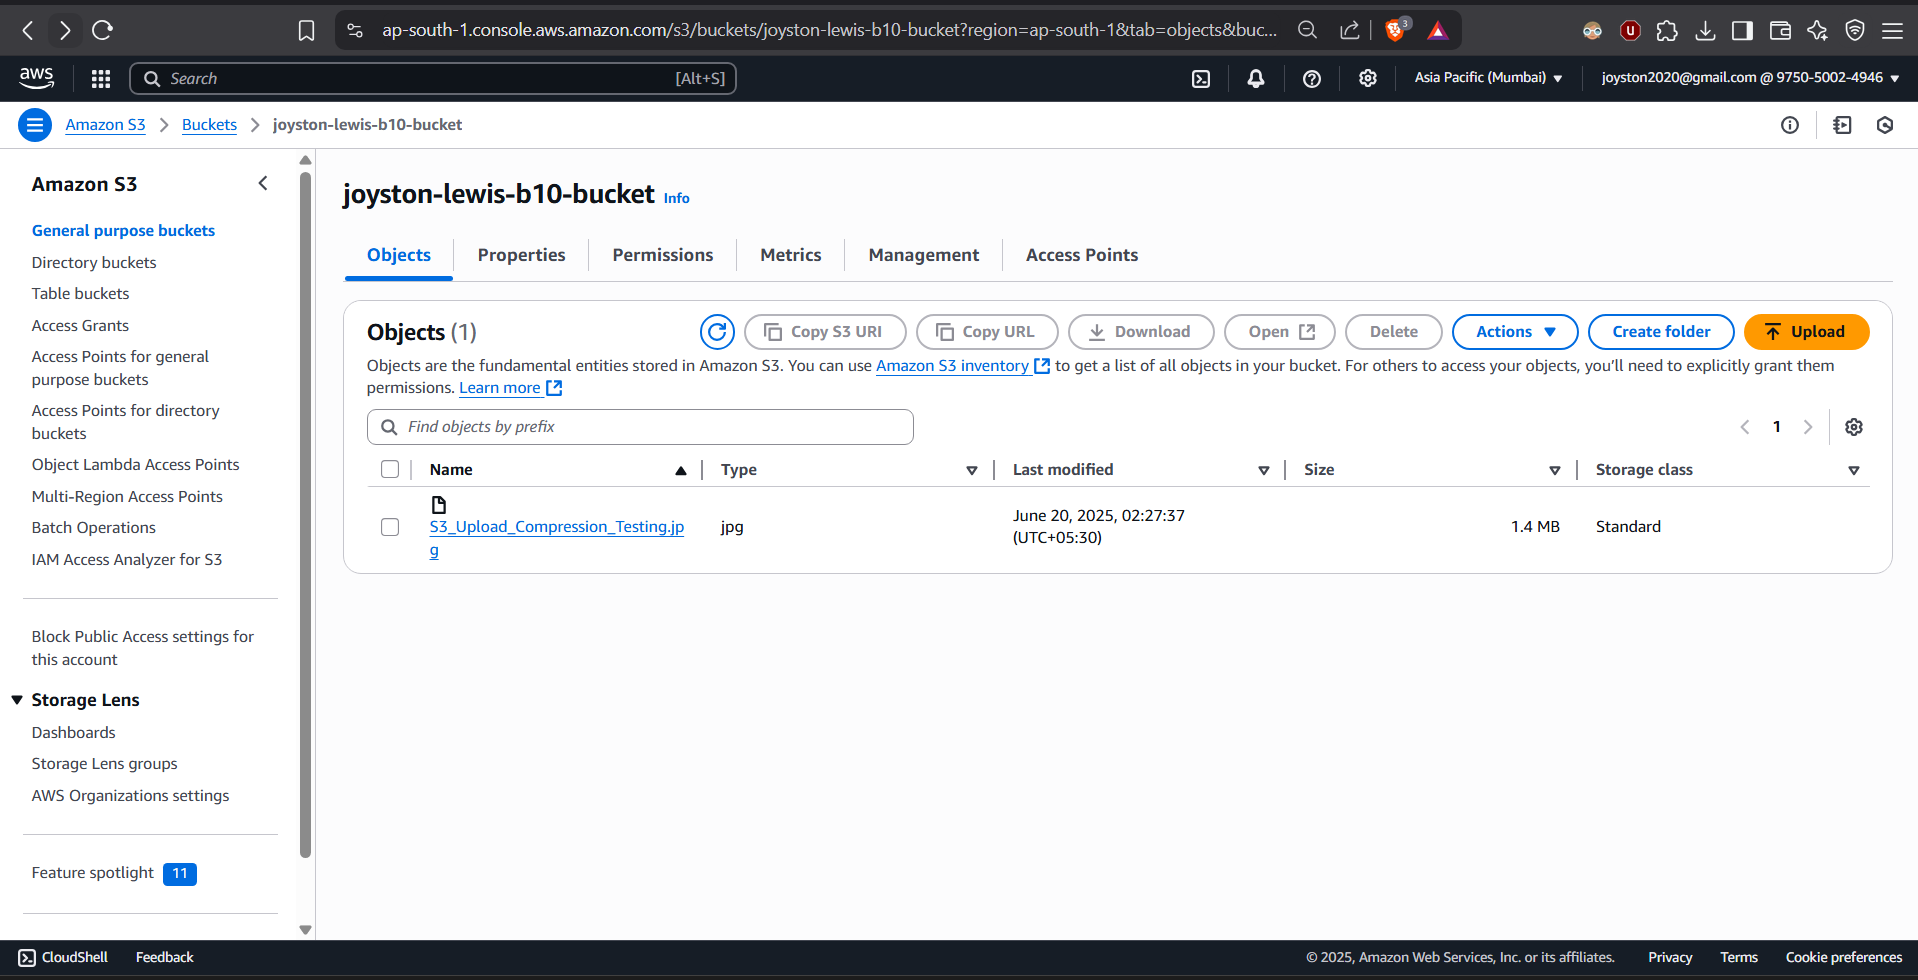 ap-south-1.console.aws.amazon.com/s3/buckets/joyston-lewis-b10-bucket?region=ap-south-1&tab=objects&buc...
3
aws
Search
[Alt+S]
Asia Pacific (Mumbai)
joyston2020@gmail.com @ 9750-5002-4946
Amazon S3
Buckets
joyston-lewis-b10-bucket
Amazon S3
General purpose buckets
Directory buckets
Table buckets
Access Grants
Access Points for general
purpose buckets
Access Points for directory
buckets
Object Lambda Access Points
Multi-Region Access Points
Batch Operations
IAM Access Analyzer for S3
Block Public Access settings for
this account
Storage Lens
Dashboards
Storage Lens groups
AWS Organizations settings
Feature spotlight 11
joyston-lewis-b10-bucket Info
Objects
Properties
Permissions
Metrics
Management
Access Points
Objects (1)
Copy S3 URI
Copy URL
Download
Open
Delete
Actions
Create folder
Upload
Objects are the fundamental entities stored in Amazon S3. You can use Amazon S3 inventory to get a list of all objects in your bucket. For others to access your objects, you'll need to explicitly grant them
permissions. Learn more
Find objects by prefix
1
Name
Type
Last modified
Size
Storage class
S3_Upload_Compression_Testing.jp
g
jpg
June 20, 2025, 02:27:37
(UTC+05:30)
1.4 MB
Standard
CloudShell
Feedback
© 2025, Amazon Web Services, Inc. or its affiliates.
Privacy
Terms
Cookie preferences